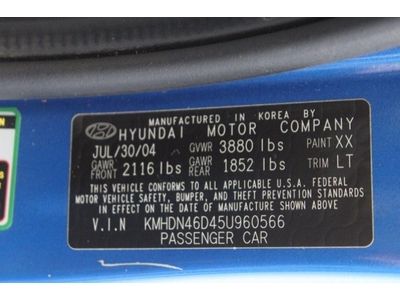 MANUFACTURED IN KOREA BY
HYUNDAI MOTOR COMPANY
JUL/30/04 GVWR 3880 lbs PAINT XX
GAWR FRONT 2116 lbs GAWR REAR 1852 lbs TRIM LT
THIS VEHICLE CONFORMS TO ALL APPLICABLE U.S.A. FEDERAL
MOTOR VEHICLE SAFETY, BUMPER, AND THEFT PREVENTION STANDARDS
IN EFFECT ON THE DATE OF MANUFACTURE SHOWN ABOVE.
V.I.N KMHDN46D45U960566
PASSENGER CAR